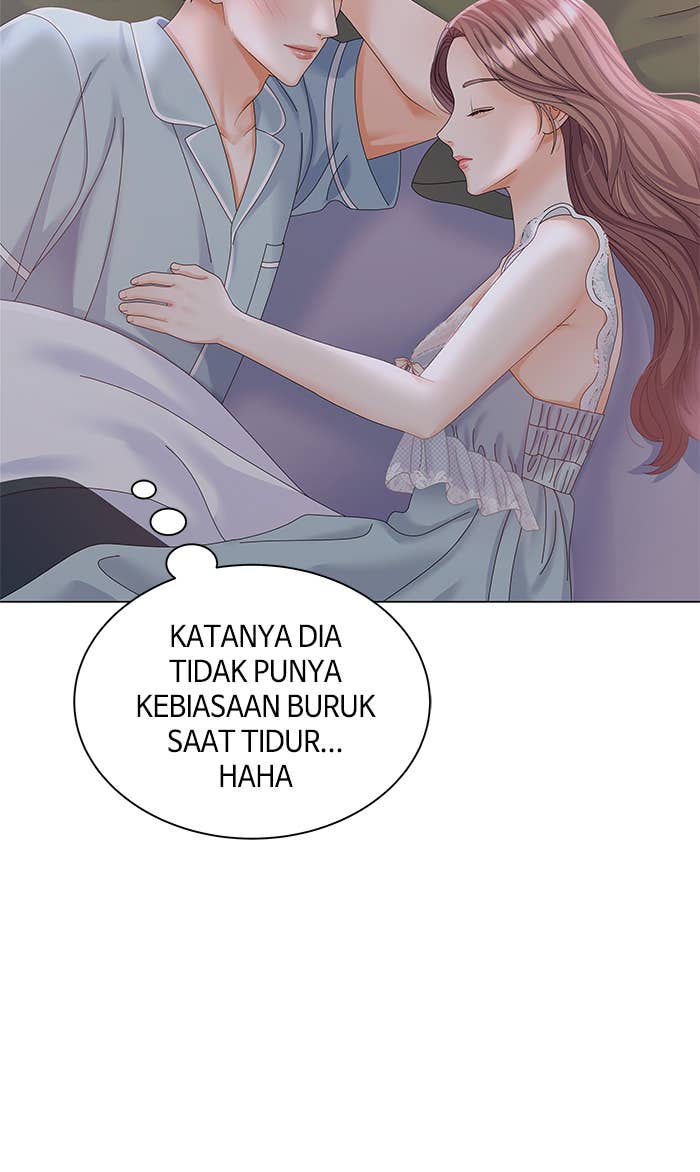 KATANYA DIA
TIDAK PUNYA
KEBIASAAN BURUK
SAAT TIDUR...
HAHA